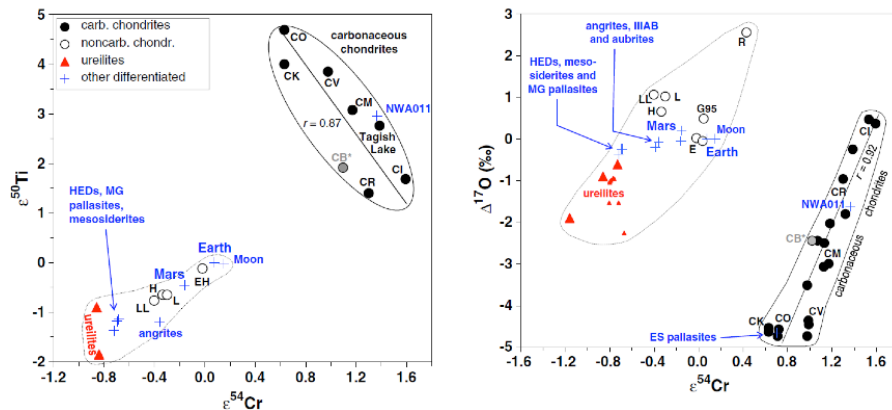 carb. chondrites
noncarb. chondr.
ureilites
other differentiated
CO
carbonaceous
chondrites
CK
CV
CM
NWA011
r = 0.87
Tagish
Lake
CB*
CI
CR
HEDs, MG
pallasites,
mesosiderites
Earth
Moon
Mars
EH
H
LL
L
angrites
ureilites
ε50Ti
5
4
3
2
1
0
-1
-2
-1.2
-0.8
-0.4
0.0
0.4
0.8
1.2
1.6
ε54Cr
angrites, IIIAB
and aubrites
R
HEDs, meso-
siderites and
MG pallasites
LL
L
H
G95
Mars
Moon
E
Earth
ureilites
CI
r = 0.92
CR
NWA011
chondrites
CB*
CM
carbonaceous
CK
CO
CV
ES pallasites
Δ17O (‰)
3
2
1
0
-1
-2
-3
-4
-5
-1.6
-1.2
-0.8
-0.4
0.0
0.4
0.8
1.2
1.6
ε54Cr